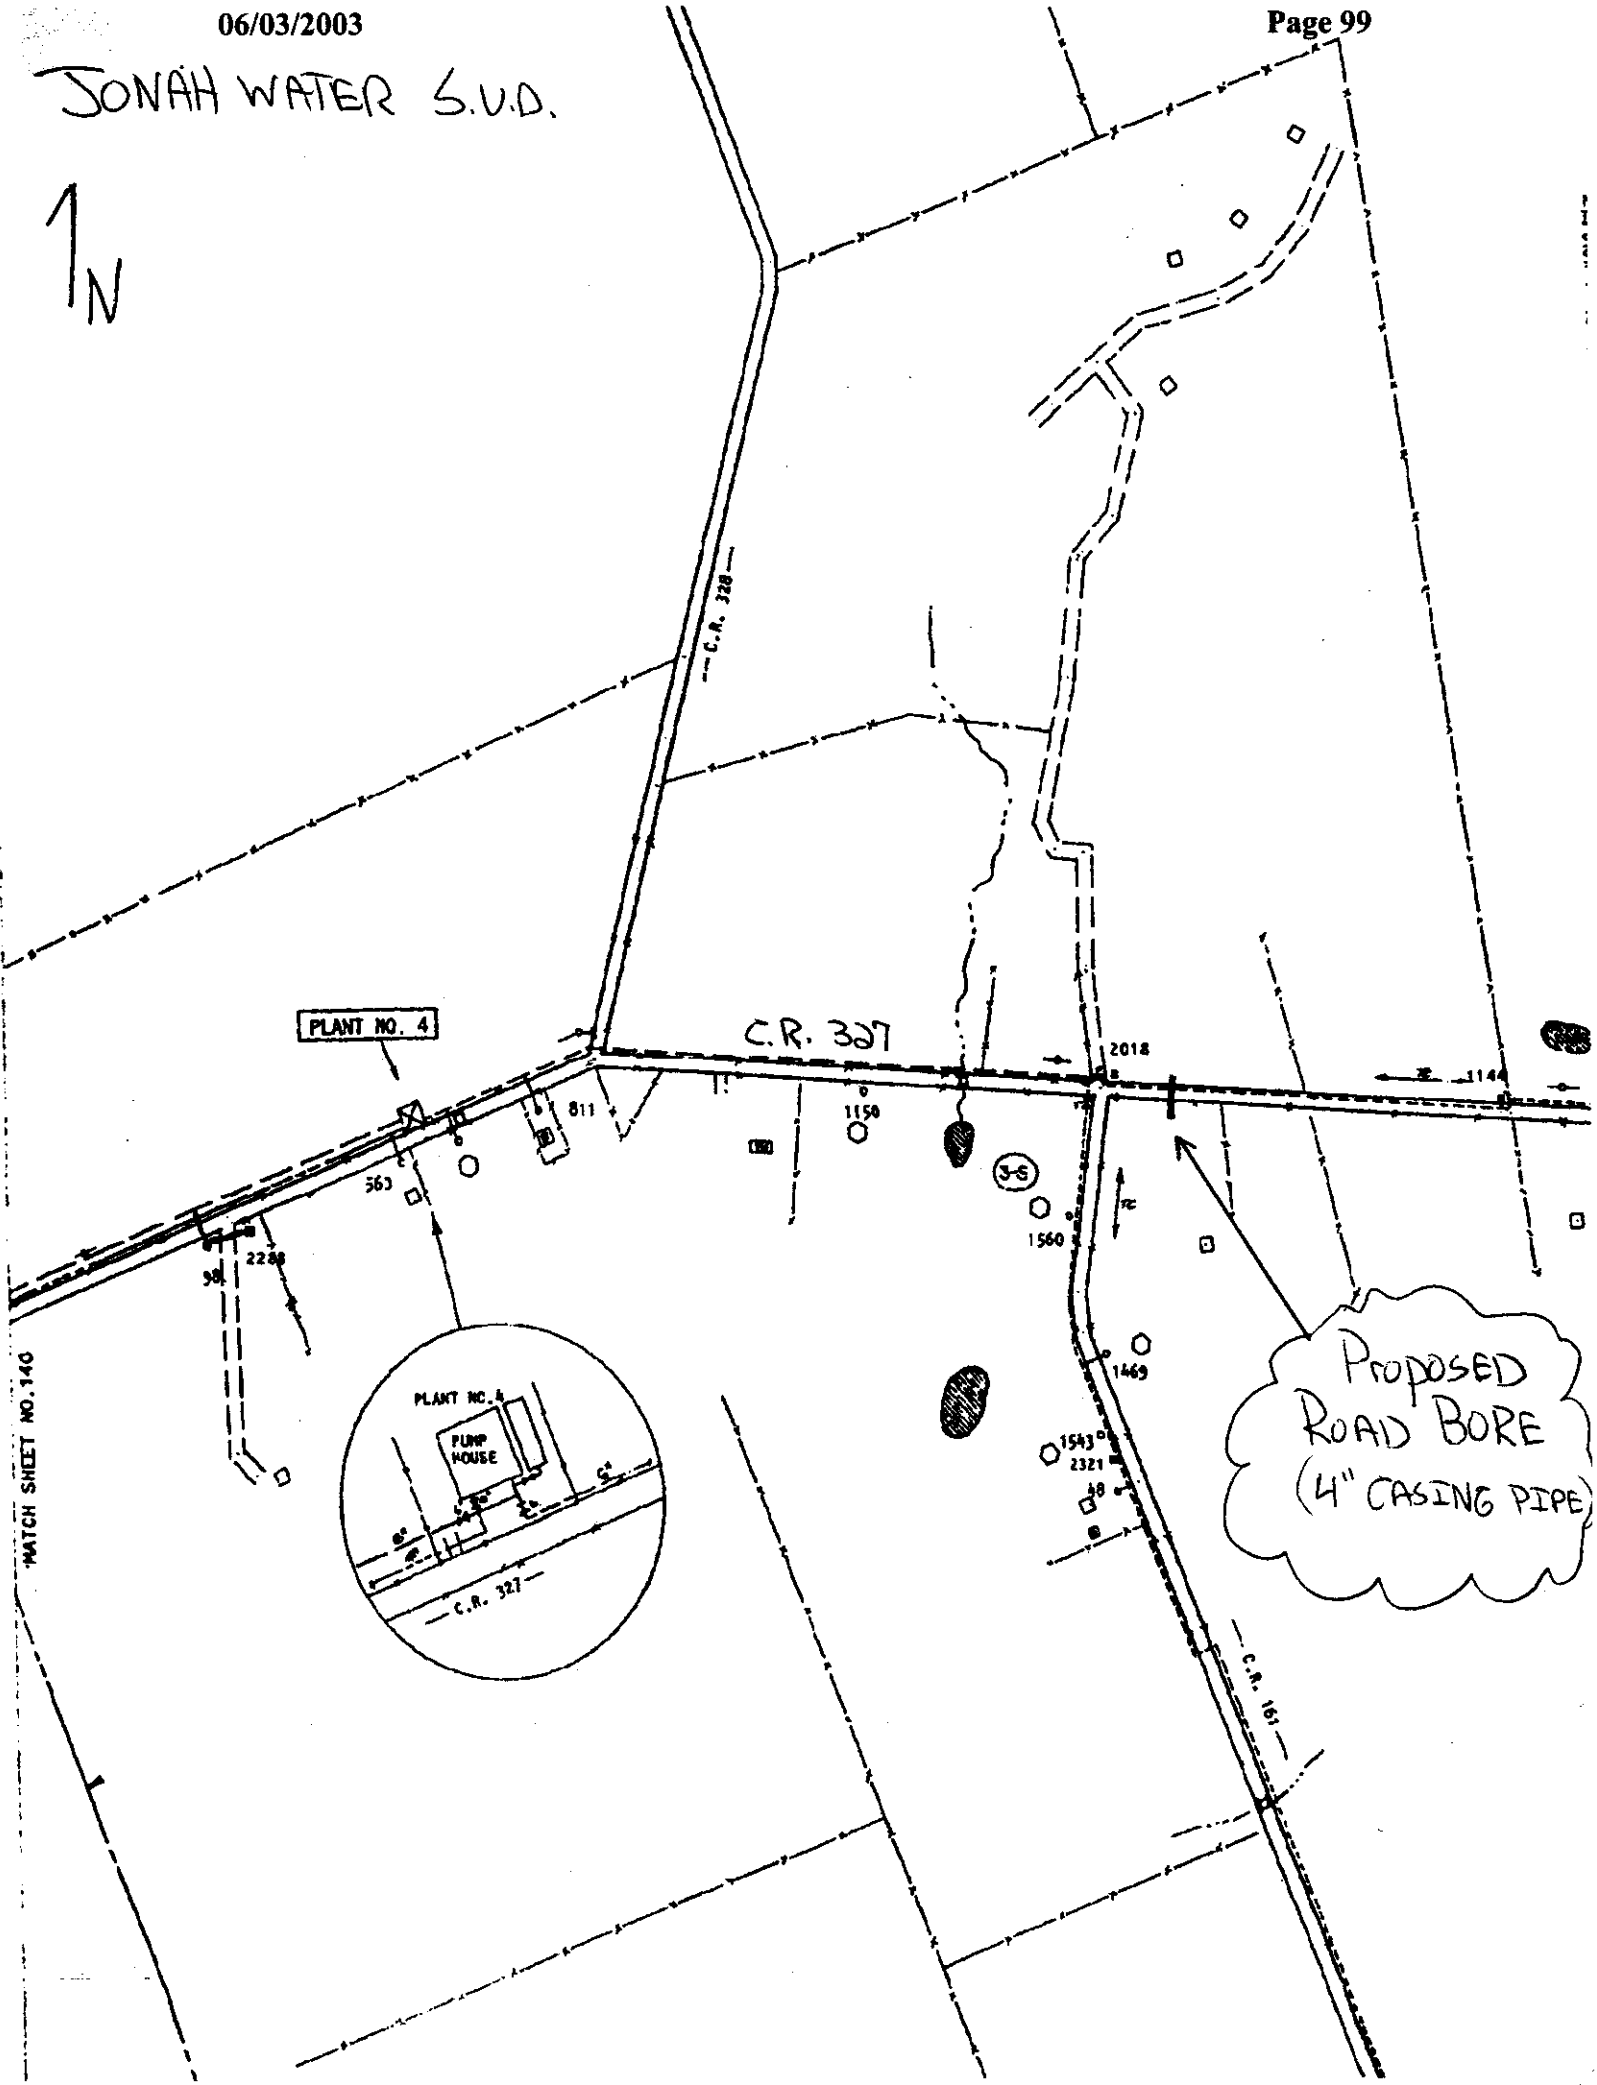 06/03/2003
Page 99
JONAH WATER S.U.D.
N
C.R. 328
PLANT NO. 4
C.R. 327
2018
1144
811
1150
563
3-S
1560
98
2288
1469
MATCH SHEET NO. 140
PLANT NO. 4
PUMP
HOUSE
C.R. 327
1543
2321
48
Proposed
ROAD BORE
(4" CASING PIPE)
C.R. 161